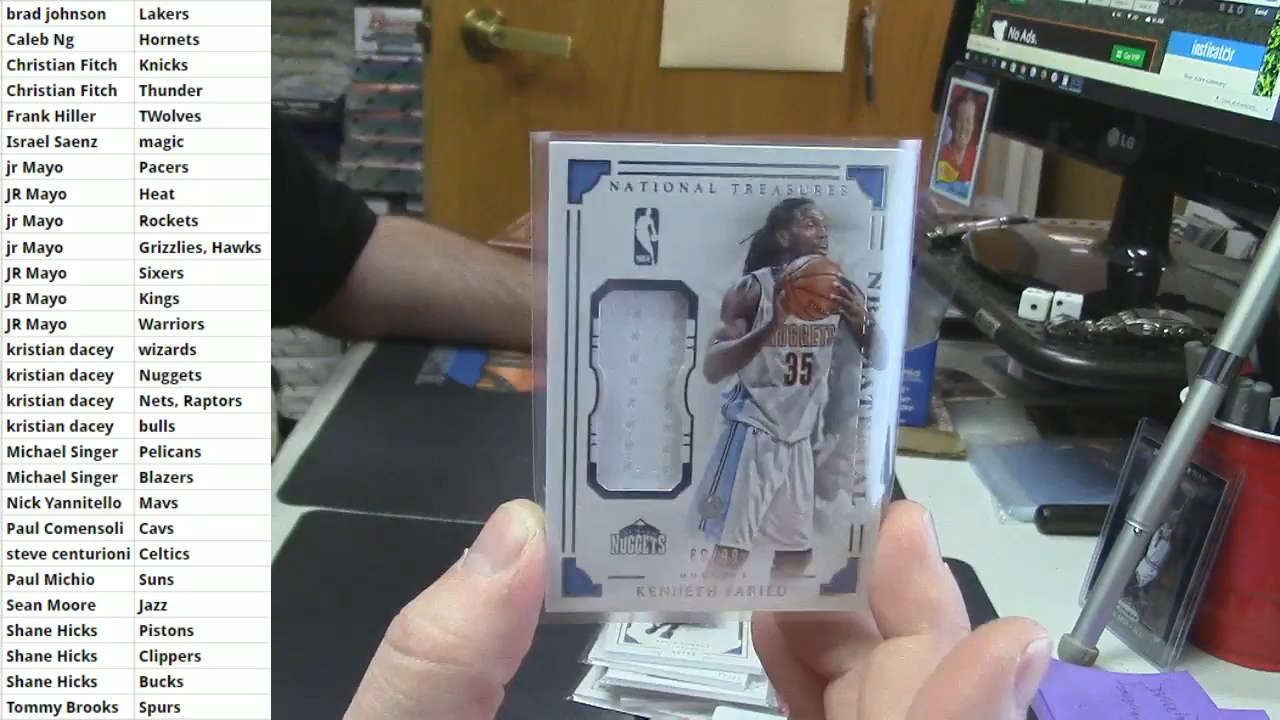 brad johnson Lakers
Caleb Ng Hornets
Christian Fitch Knicks
Christian Fitch Thunder
Frank Hiller TWolves
Israel Saenz magic
jr Mayo Pacers
JR Mayo Heat
jr Mayo Rockets
jr Mayo Grizzlies, Hawks
JR Mayo Sixers
JR Mayo Kings
JR Mayo Warriors
kristian dacey wizards
kristian dacey Nuggets
kristian dacey Nets, Raptors
kristian dacey bulls
Michael Singer Pelicans
Michael Singer Blazers
Nick Yannitello Mavs
Paul Comensoli Cavs
steve centurioni Celtics
Paul Michio Suns
Sean Moore Jazz
Shane Hicks Pistons
Shane Hicks Clippers
Shane Hicks Bucks
Tommy Brooks Spurs
NATIONAL TREASURES
NUGGETS
35
NUGGETS
KENNETH FARIED
No Ads.
insticator
LG